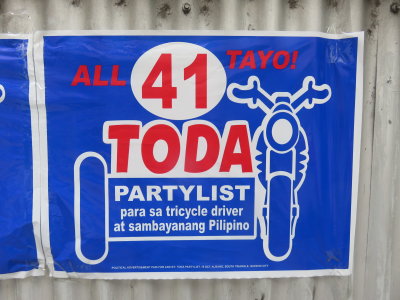 ALL 41 TAYO!
TODA
PARTYLIST
para sa tricycle driver
at sambayanang Pilipino